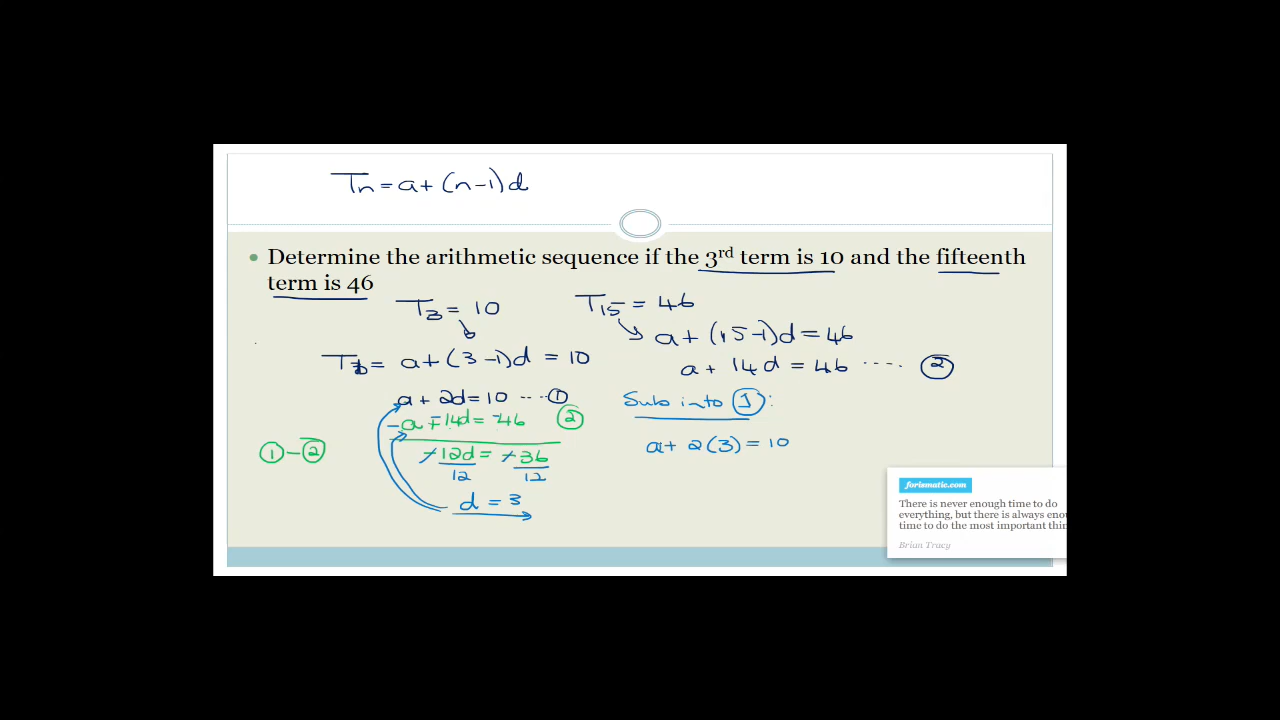 Tn = a + (n-1)d
• Determine the arithmetic sequence if the 3rd term is 10 and the fifteenth
term is 46
T3 = 10
T15 = 46
a + (15-1)d = 46
T3 = a + (3-1)d = 10
a + 14d = 46 ···· ②
a + 2d = 10 ···· ①
Sub into ①:
-a + -14d = -46 ②
a + 2(3) = 10
① - ②
-12d = -36
12 12
d = 3
forismatic.com
There is never enough time to do
everything, but there is always enou
time to do the most important thin
Brian Tracy